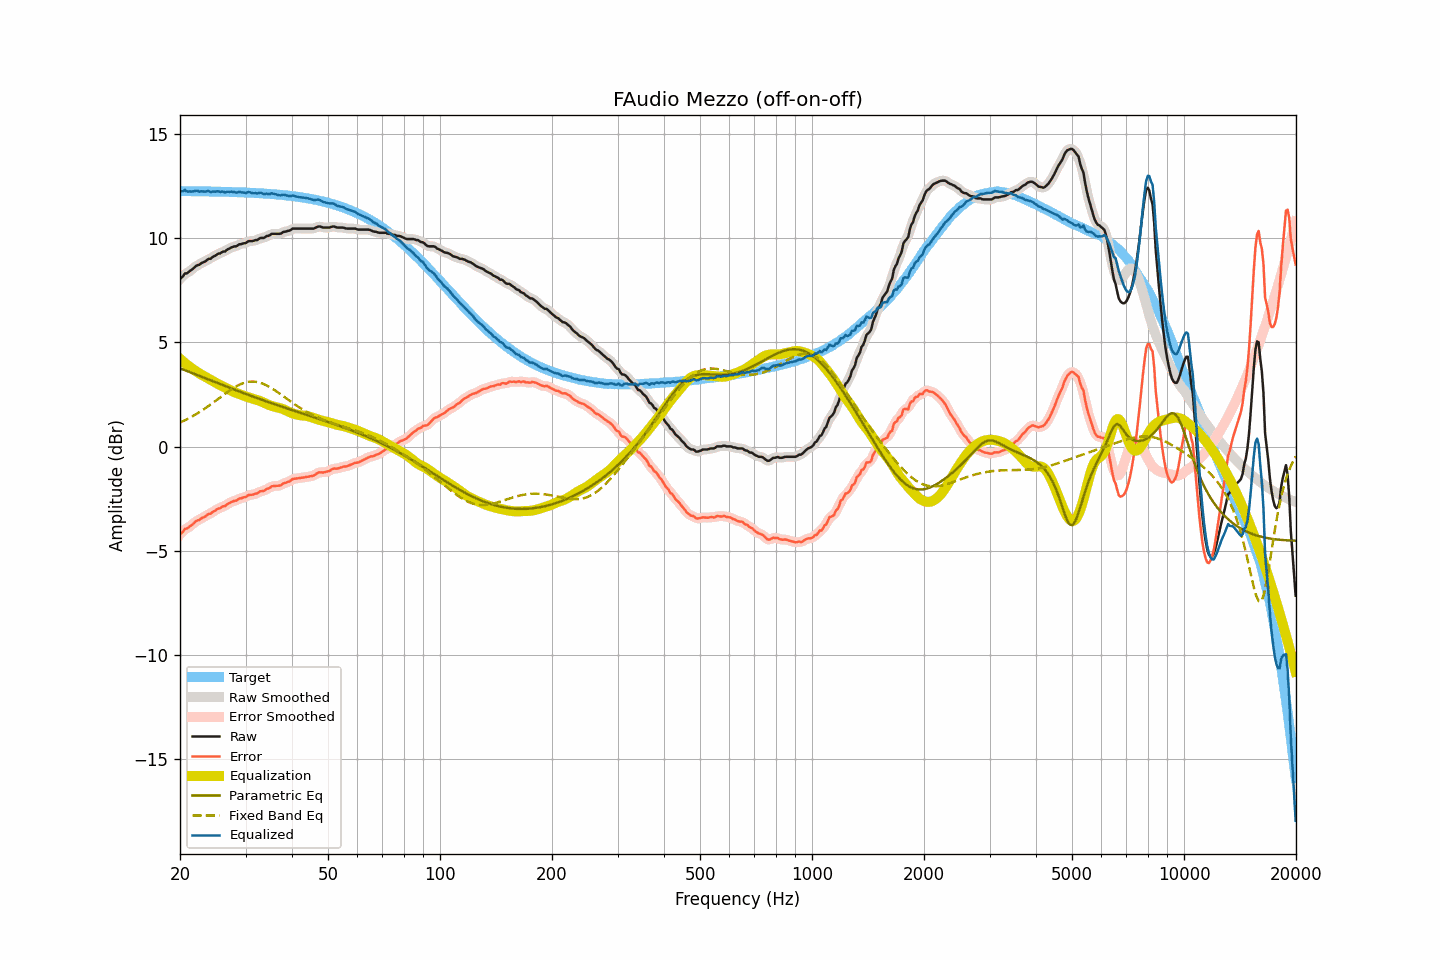 FAudio Mezzo (off-on-off)
15
10
5
0
−5
−10
−15
Amplitude (dBr)
Target
Raw Smoothed
Error Smoothed
Raw
Error
Equalization
Parametric Eq
Fixed Band Eq
Equalized
20 50 100 200 500 1000 2000 5000 10000 20000
Frequency (Hz)